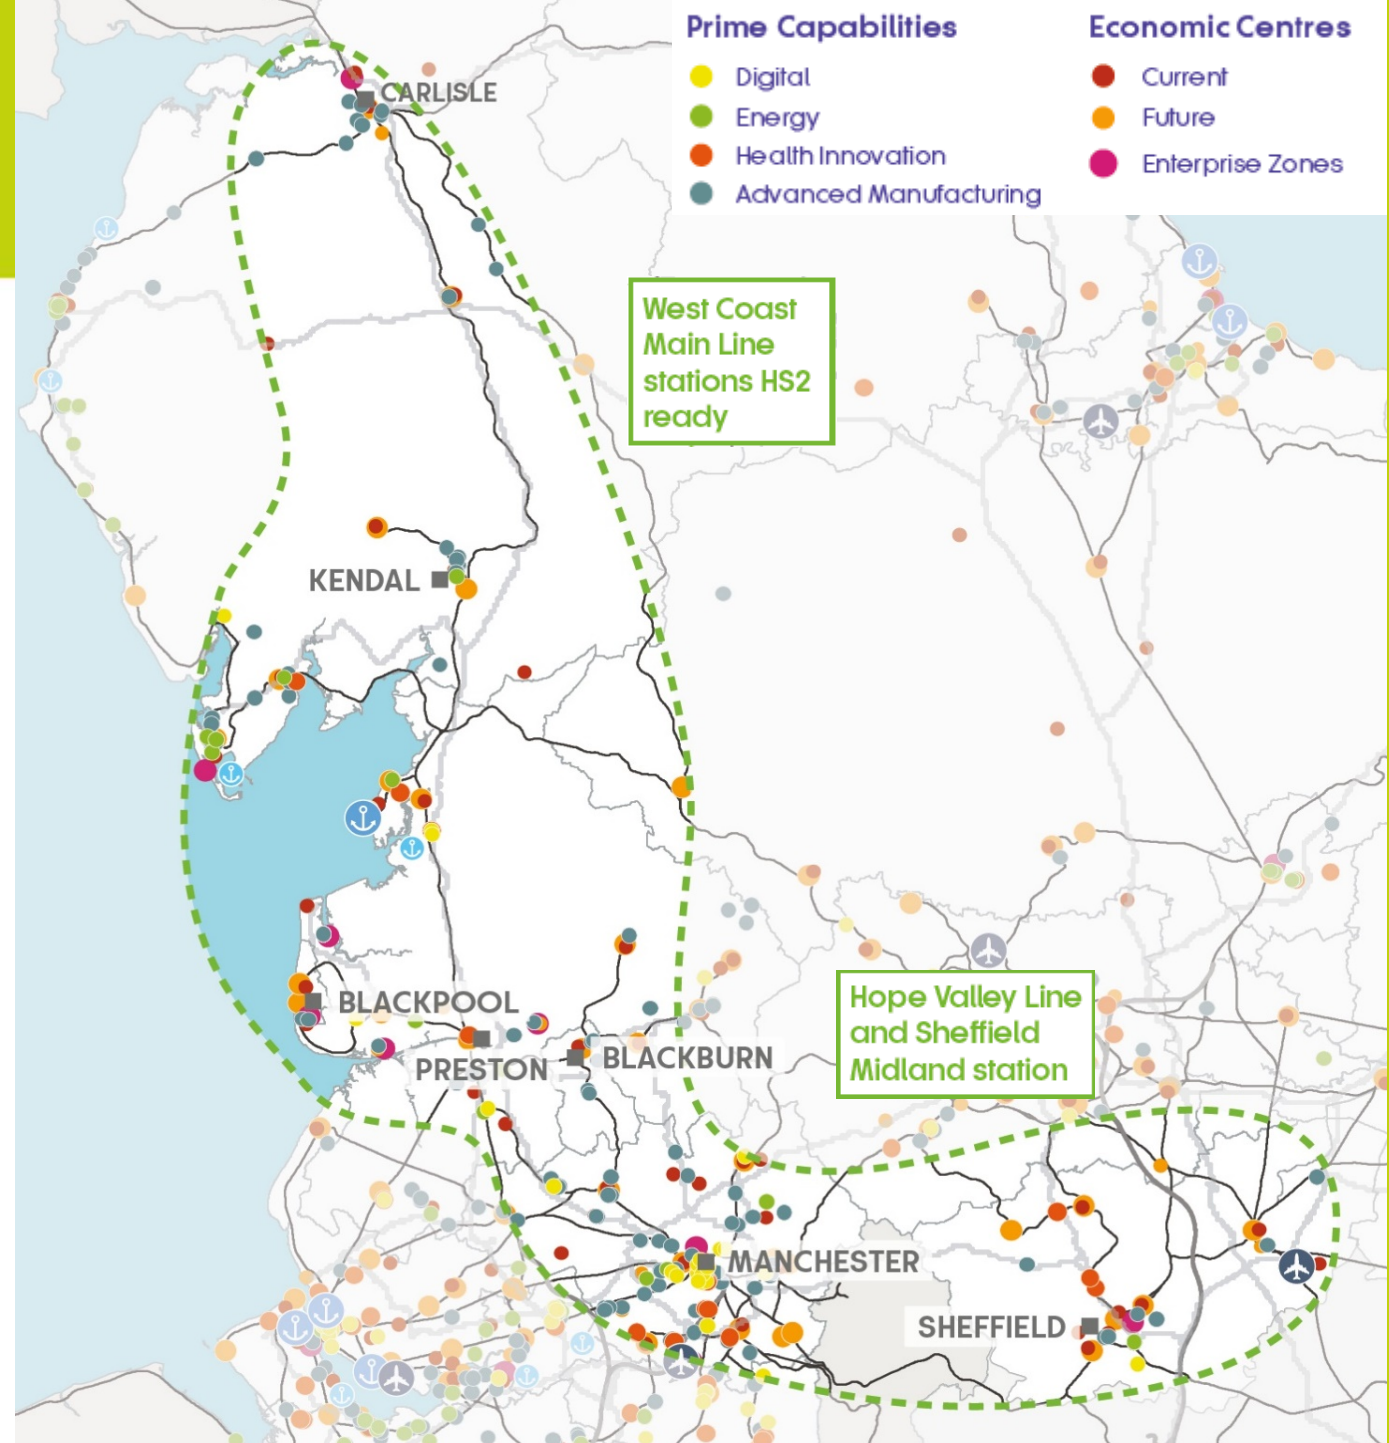 Prime Capabilities
Digital
Energy
Health Innovation
Advanced Manufacturing
Economic Centres
Current
Future
Enterprise Zones
CARLISLE
West Coast
Main Line
stations HS2
ready
KENDAL
BLACKPOOL
PRESTON
BLACKBURN
Hope Valley Line
and Sheffield
Midland station
MANCHESTER
SHEFFIELD